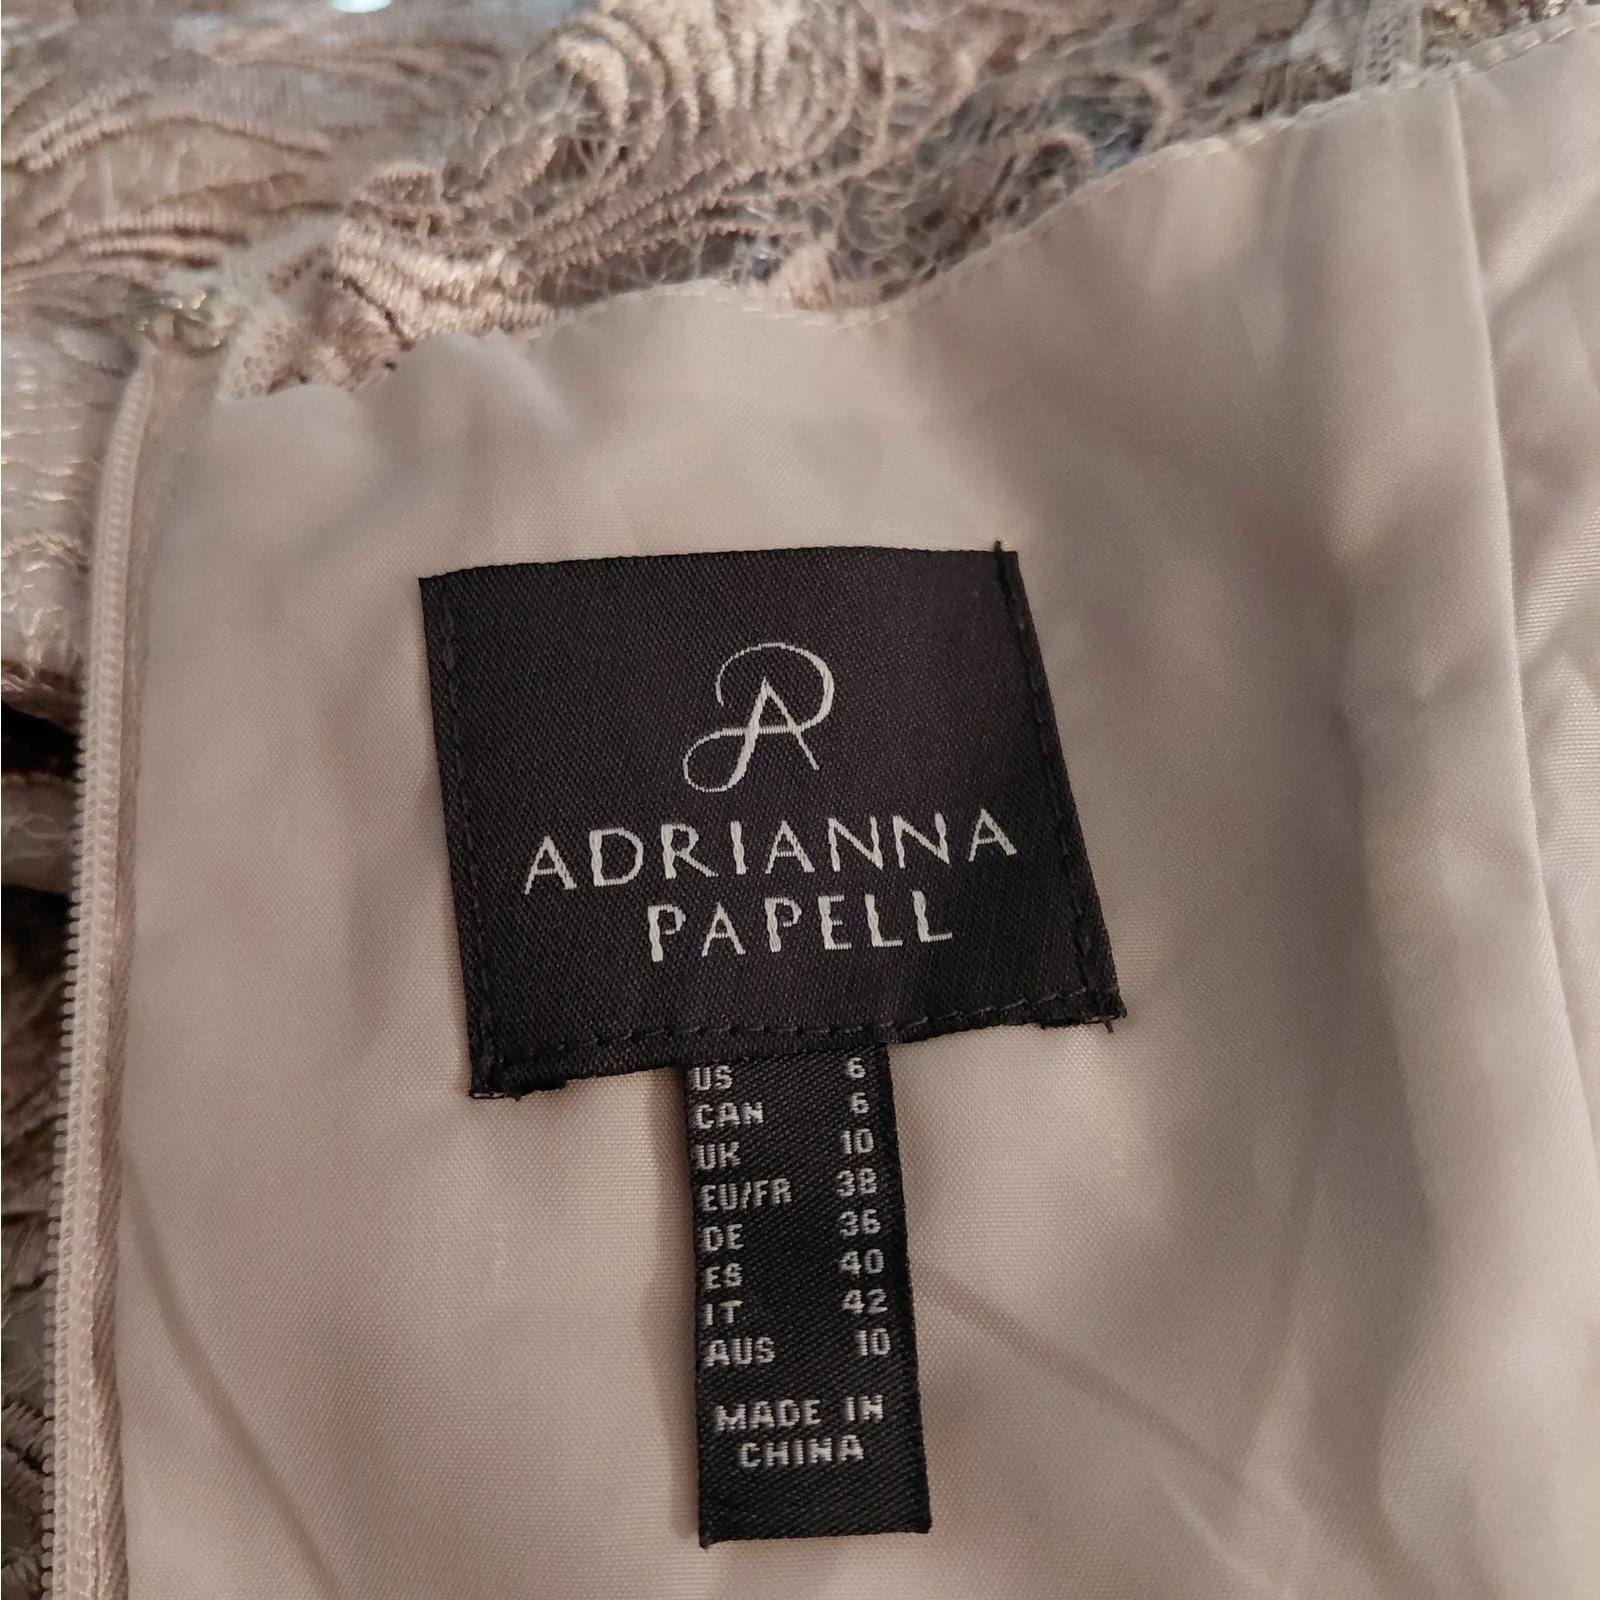 AP
ADRIANNA
PAPELL
US 6
CAN 6
UK 10
EU/FR 38
DE 36
ES 40
IT 42
AUS 10
MADE IN
CHINA